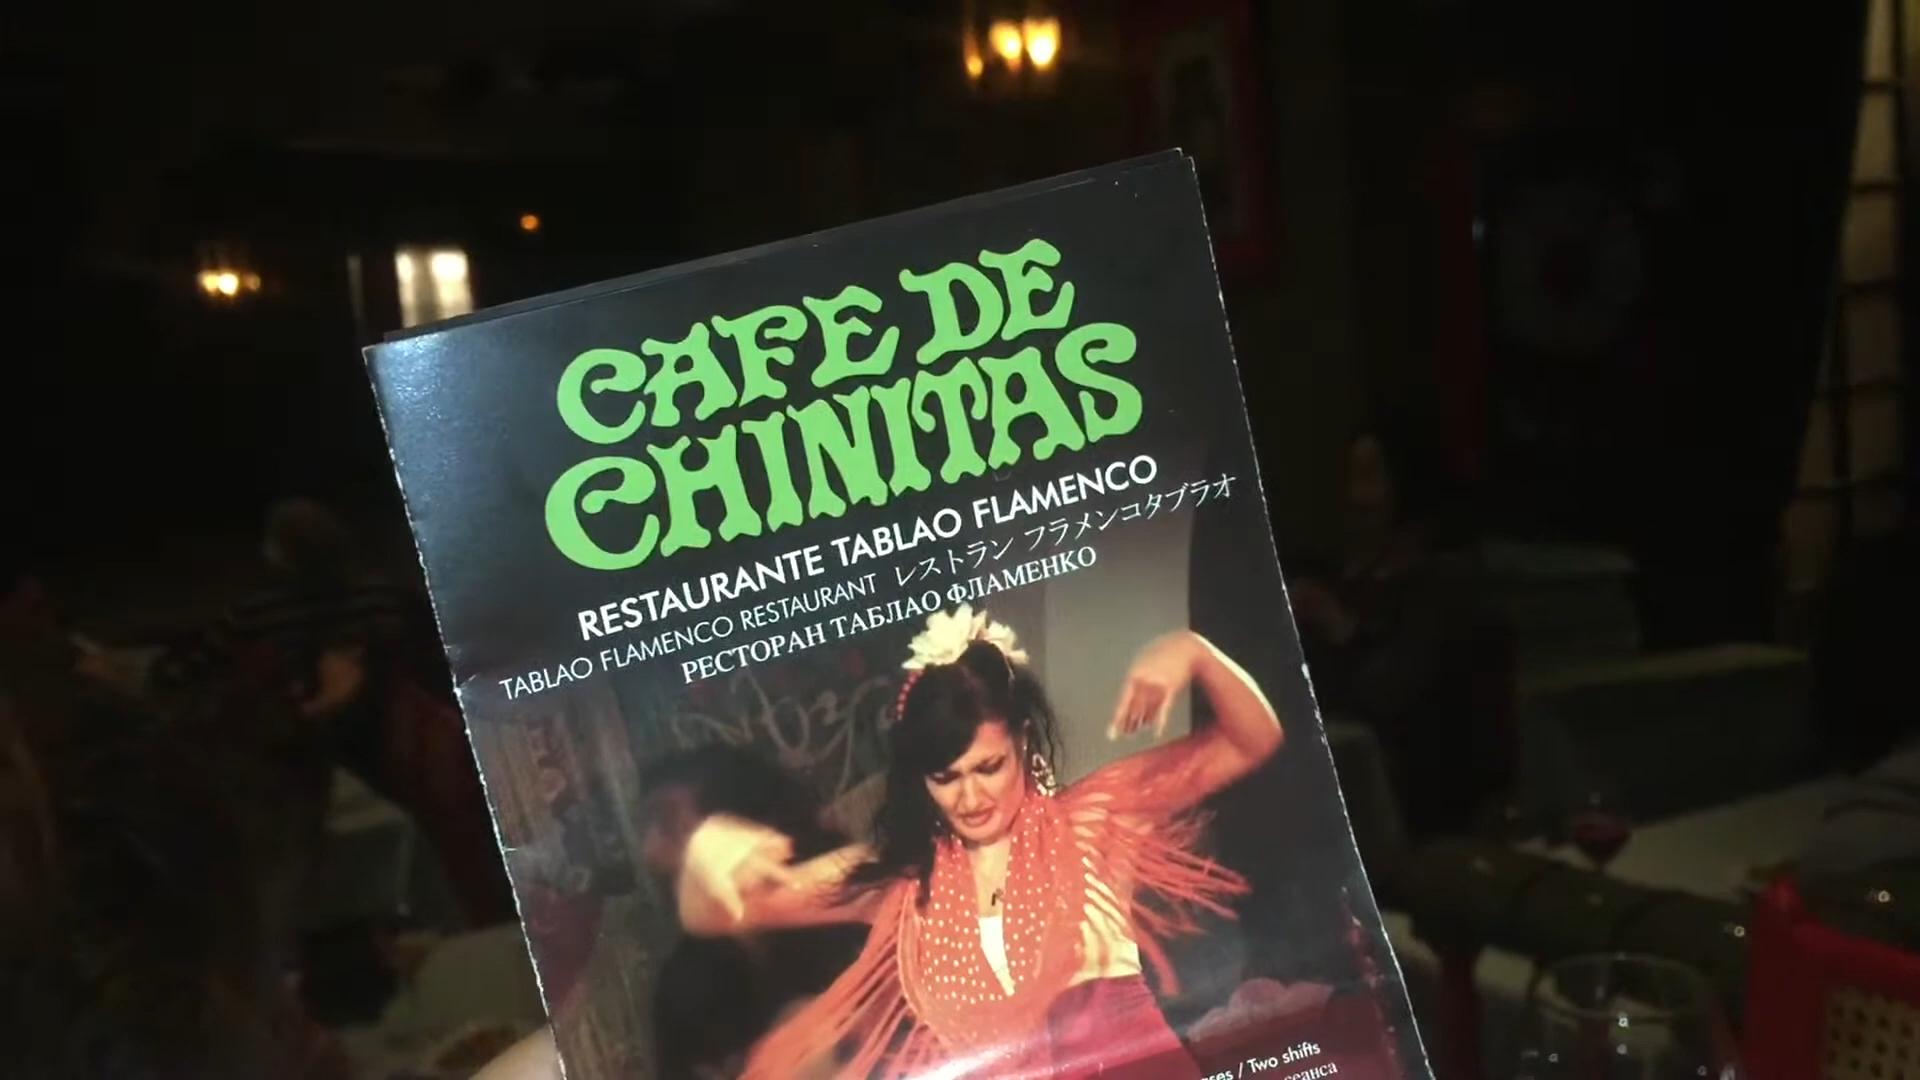 CAFE DE
CHINITAS
RESTAURANTE TABLAO FLAMENCO
TABLAO FLAMENCO RESTAURANT レストラン フラメンコタブラオ
РЕСТОРАН ТАБЛАО ФЛАМЕНКО
/ Two shifts